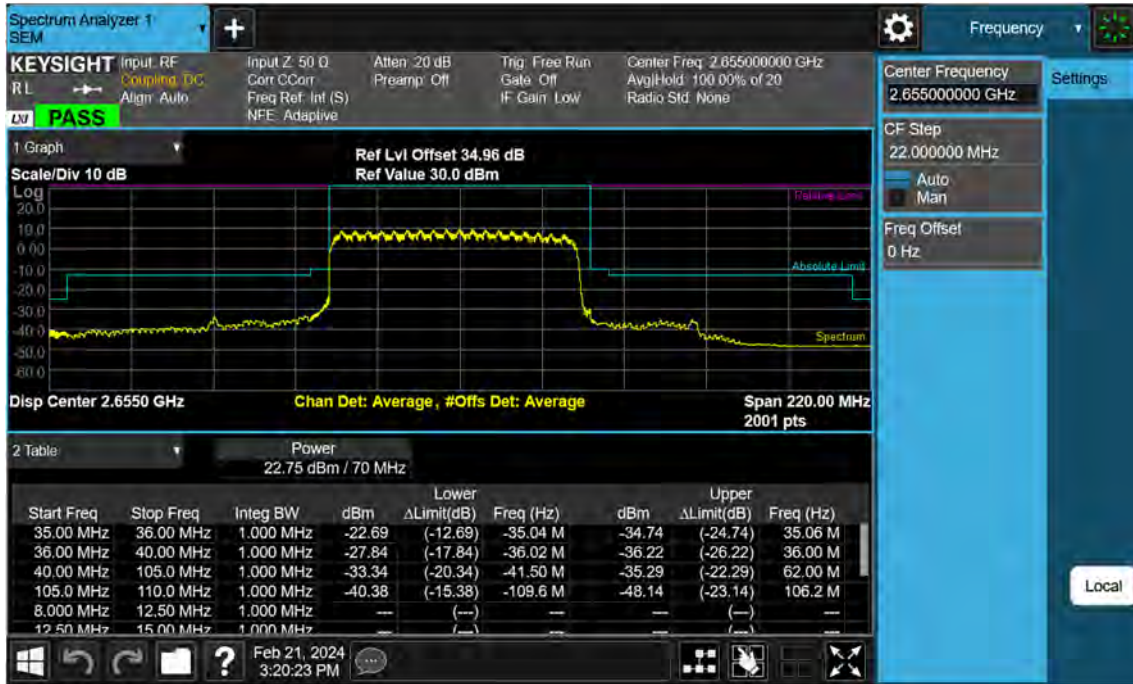 Spectrum Analyzer 1
SEM
Frequency
KEYSIGHT
RL
LXI PASS
Input: RF
Coupling: DC
Align: Auto
Input Z: 50 Ω
Corr CCorr
Freq Ref: Int (S)
NFE: Adaptive
Atten: 20 dB
Preamp: Off
Trig: Free Run
Gate: Off
IF Gain: Low
Center Freq: 2.655000000 GHz
Avg|Hold: 100.00% of 20
Radio Std: None
Center Frequency
2.655000000 GHz
Settings
CF Step
22.000000 MHz
Auto
Man
Freq Offset
0 Hz
Local
1 Graph
Scale/Div 10 dB
Ref Lvl Offset 34.96 dB
Ref Value 30.0 dBm
Log
20.0
10.0
0.00
-10.0
-20.0
-30.0
-40.0
-50.0
-60.0
Relative Limit
Absolute Limit
Spectrum
Disp Center 2.6550 GHz
Chan Det: Average, #Offs Det: Average
Span 220.00 MHz
2001 pts
2 Table
Power
22.75 dBm / 70 MHz
Lower Upper
Start Freq Stop Freq Integ BW dBm ΔLimit(dB) Freq (Hz) dBm ΔLimit(dB) Freq (Hz)
35.00 MHz 36.00 MHz 1.000 MHz -22.69 (-12.69) -35.04 M -34.74 (-24.74) 35.06 M
36.00 MHz 40.00 MHz 1.000 MHz -27.84 (-17.84) -36.02 M -36.22 (-26.22) 36.00 M
40.00 MHz 105.0 MHz 1.000 MHz -33.34 (-20.34) -41.50 M -35.29 (-22.29) 62.00 M
105.0 MHz 110.0 MHz 1.000 MHz -40.38 (-15.38) -109.6 M -48.14 (-23.14) 106.2 M
8.000 MHz 12.50 MHz 1.000 MHz --- (---) --- --- (---) ---
12.50 MHz 15.00 MHz 1.000 MHz --- (---) --- --- (---) ---
Feb 21, 2024
3:20:23 PM